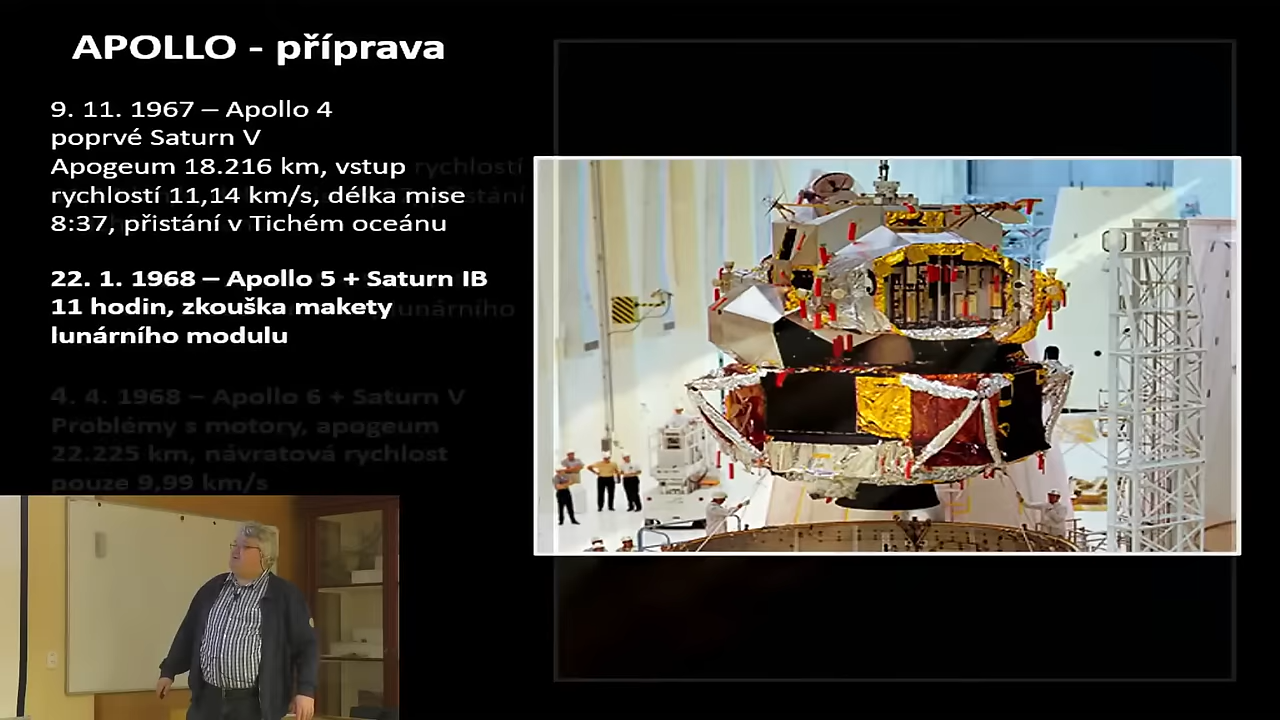 APOLLO - příprava
9. 11. 1967 – Apollo 4
poprvé Saturn V
Apogeum 18.216 km, vstup rychlostí
rychlostí 11,14 km/s, délka mise
8:37, přistání v Tichém oceánu
22. 1. 1968 – Apollo 5 + Saturn IB
11 hodin, zkouška makety lunárního
lunárního modulu
4. 4. 1968 – Apollo 6 + Saturn V
Problémy s motory, apogeum
22.225 km, návratová rychlost
pouze 9,99 km/s